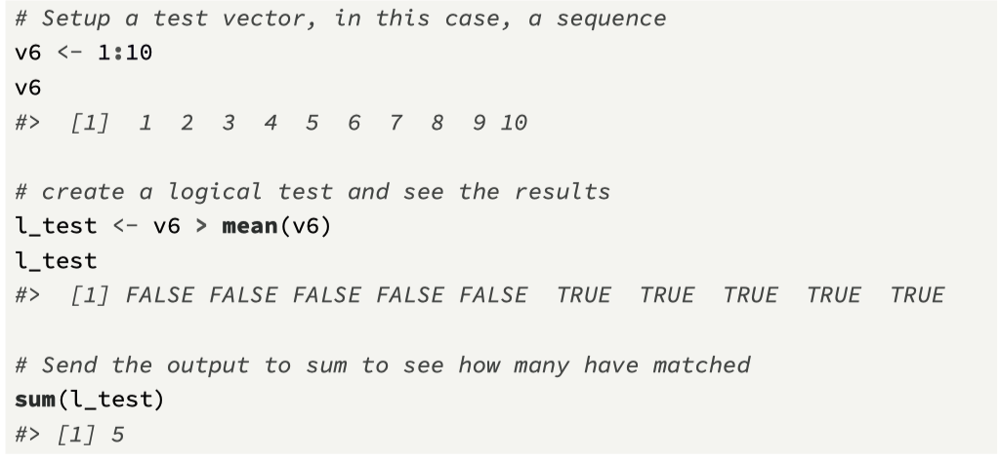 # Setup a test vector, in this case, a sequence
v6 <- 1:10
v6
#>  [1]  1  2  3  4  5  6  7  8  9 10

# create a logical test and see the results
l_test <- v6 > mean(v6)
l_test
#>  [1] FALSE FALSE FALSE FALSE FALSE  TRUE  TRUE  TRUE  TRUE  TRUE

# Send the output to sum to see how many have matched
sum(l_test)
#> [1] 5